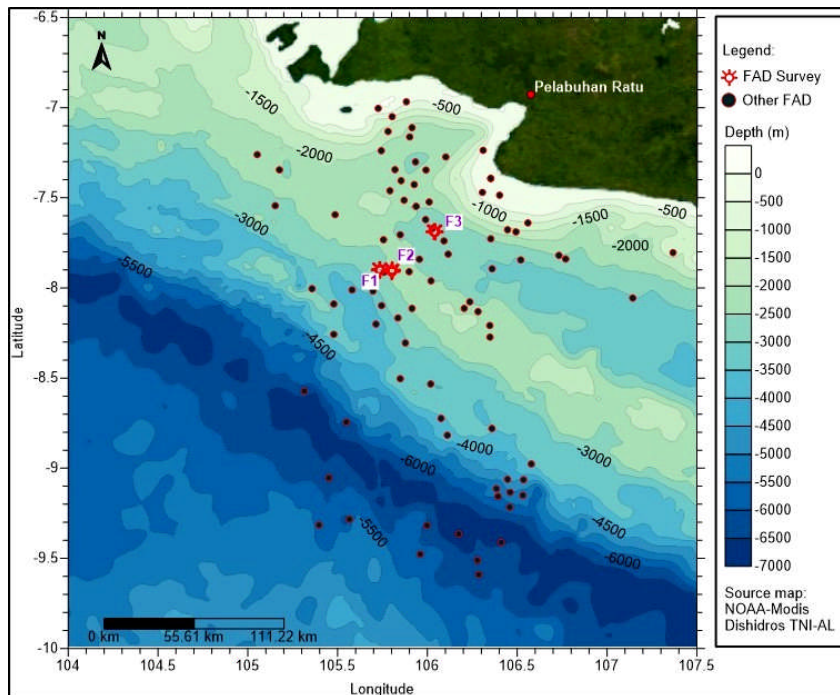 -6.5
-7
-7.5
-8
-8.5
-9
-9.5
-10
Latitude
104
104.5
105
105.5
106
106.5
107
107.5
Longitude
N
Pelabuhan Ratu
-1500
-500
-2000
-3000
-1000
-1500
-500
-2000
-5500
-4500
-4000
-3000
-6000
-4500
-5500
-6000
F3
F2
F1
0 km
55.61 km
111.22 km
Legend:
FAD Survey
Other FAD
Depth (m)
0
-500
-1000
-1500
-2000
-2500
-3000
-3500
-4000
-4500
-5000
-5500
-6000
-7000
Source map:
NOAA-Modis
Dishidros TNI-AL